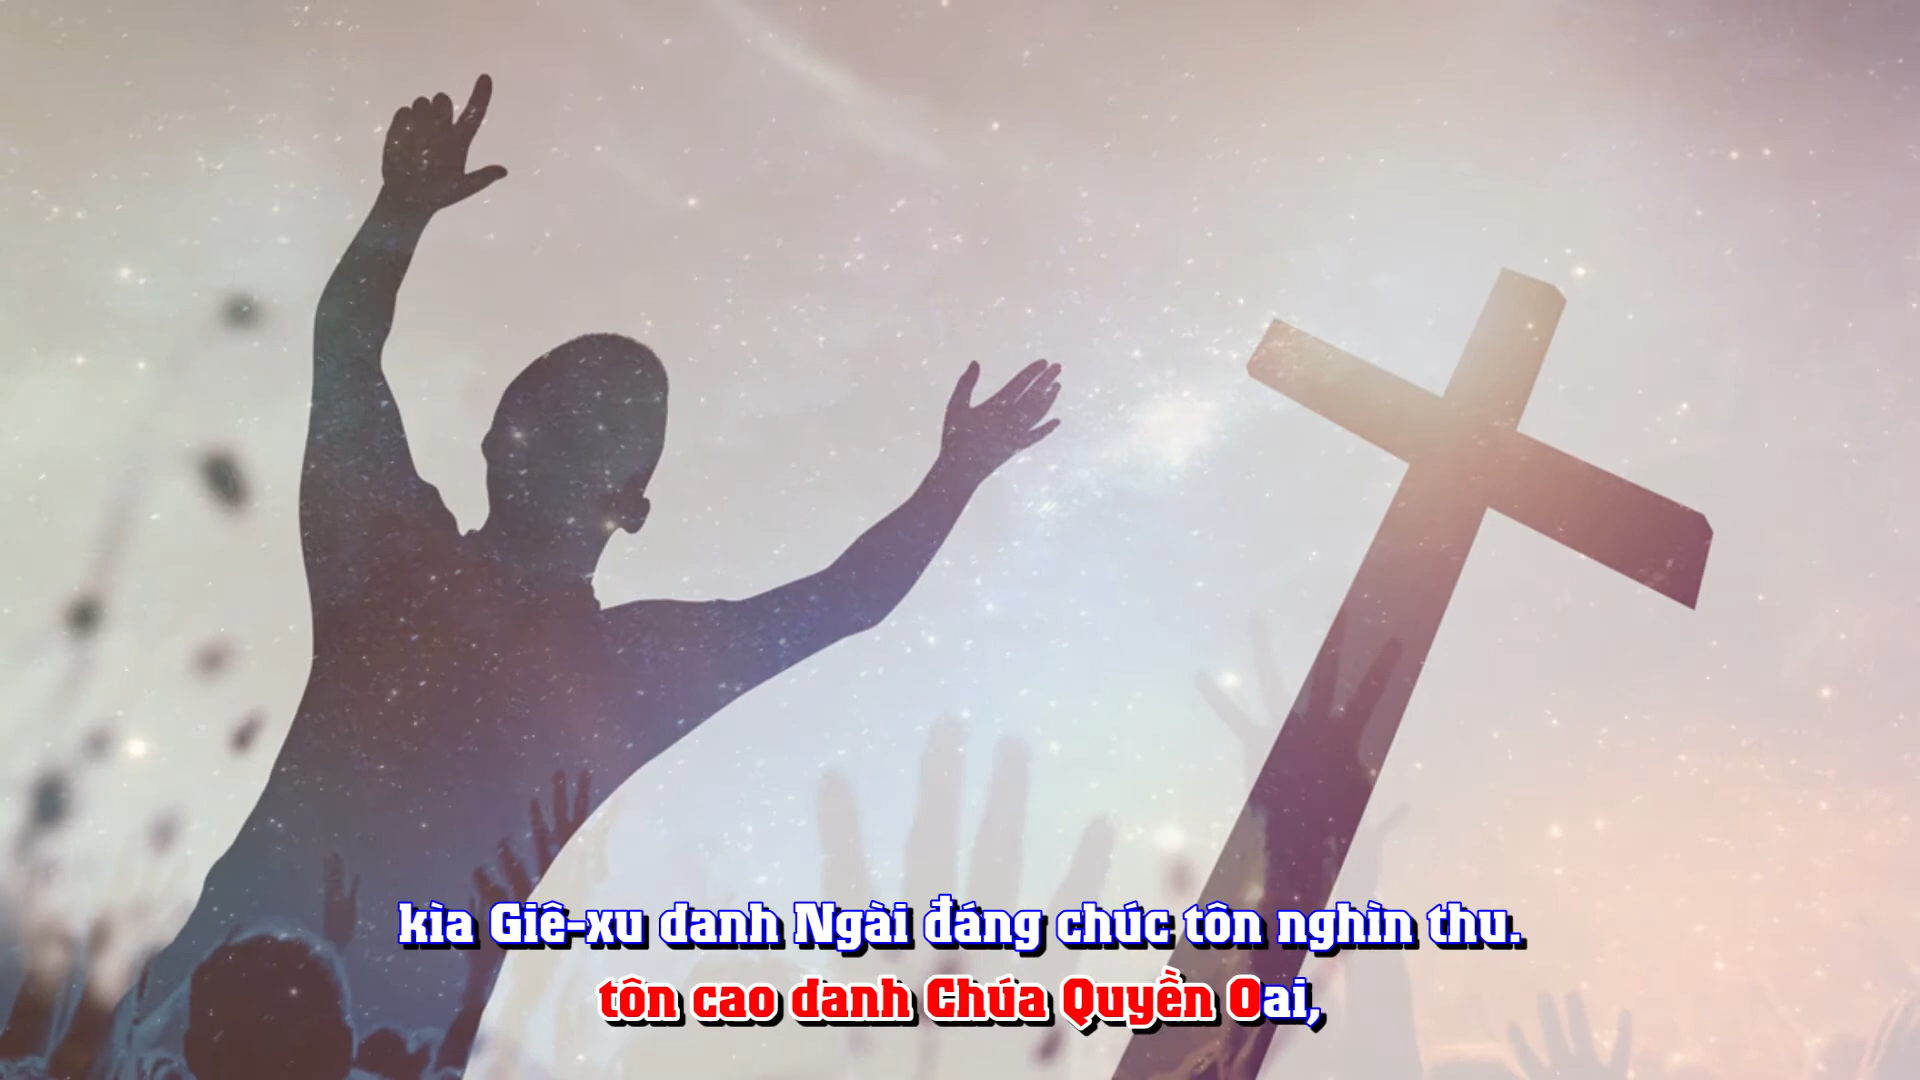 kìa Giê-xu danh Ngài đáng chúc tôn nghìn thu.
tôn cao danh Chúa Quyền Oai,